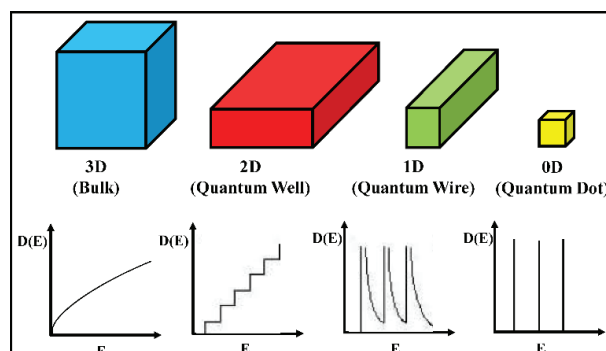 3D
(Bulk)
2D
(Quantum Well)
1D
(Quantum Wire)
0D
(Quantum Dot)
D(E)
E
D(E)
E
D(E)
E
D(E)
E